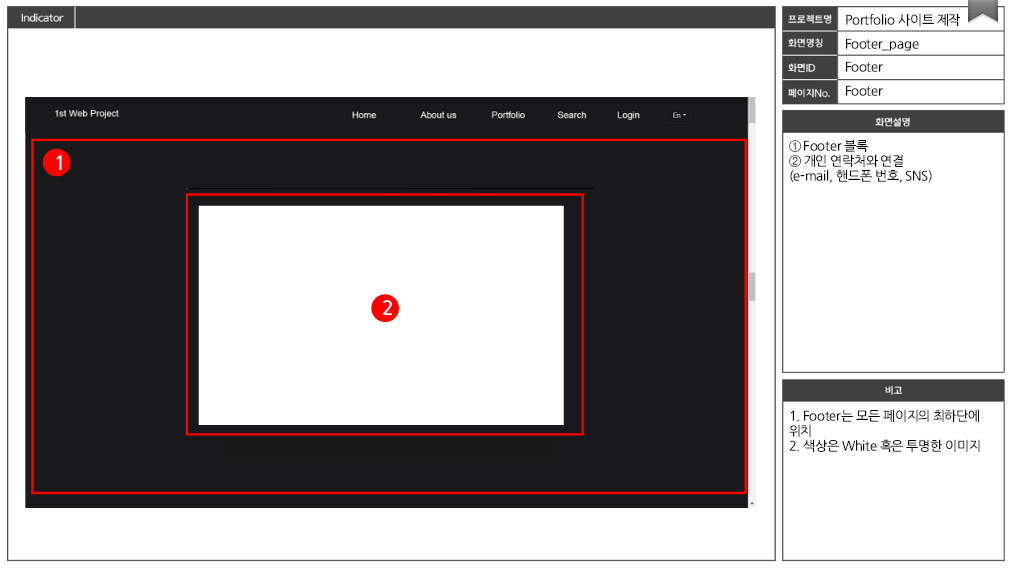 Indicator
1st Web Project
Home
About us
Portfolio
Search
Login
En
1
2
프로젝트명
Portfolio 사이트 제작
화면명칭
Footer_page
화면ID
Footer
페이지No.
Footer
화면설명
① Footer 블록
② 개인 연락처와 연결
(e-mail, 핸드폰 번호, SNS)
비고
1. Footer는 모든 페이지의 최하단에
위치
2. 색상은 White 혹은 투명한 이미지